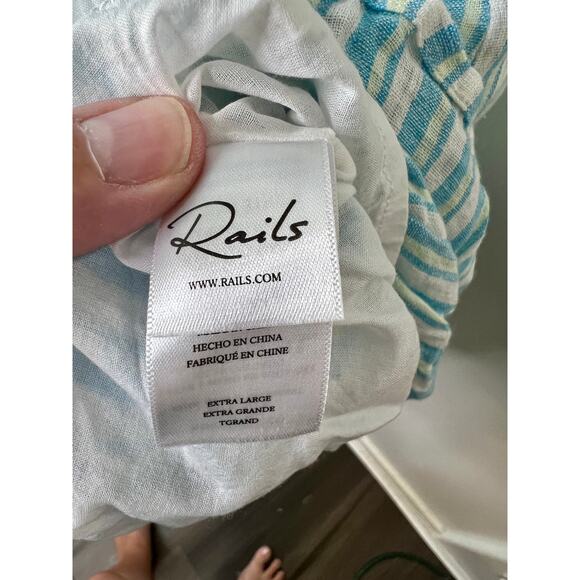 Rails
WWW.RAILS.COM
HECHO EN CHINA
FABRIQUÉ EN CHINE
EXTRA LARGE
EXTRA GRANDE
TGRAND